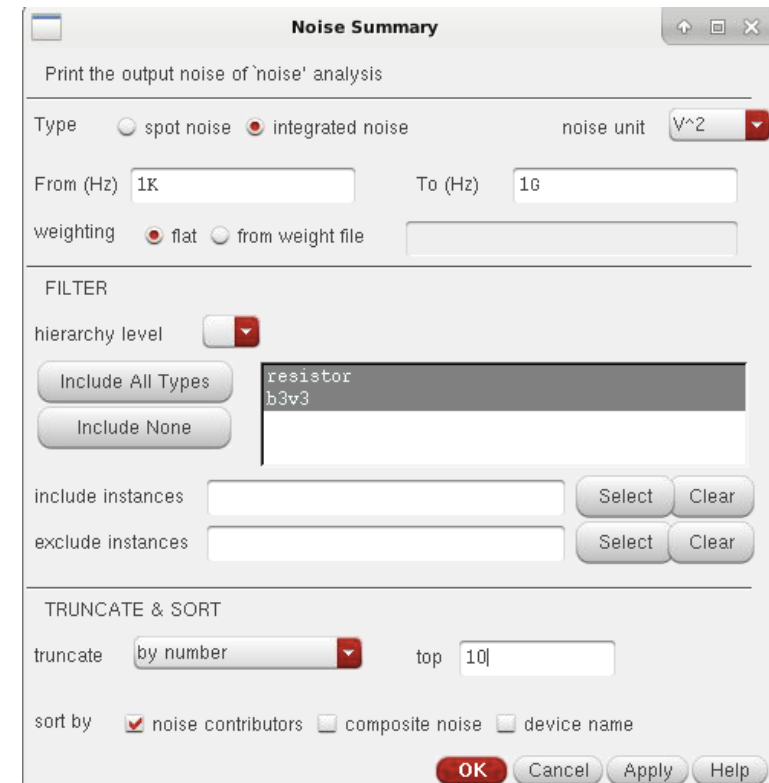 Noise Summary
Print the output noise of `noise' analysis
Type spot noise integrated noise noise unit V^2
From (Hz) 1K To (Hz) 1G
weighting flat from weight file
FILTER
hierarchy level
Include All Types
resistor
b3v3
Include None
include instances Select Clear
exclude instances Select Clear
TRUNCATE & SORT
truncate by number top 10
sort by noise contributors composite noise device name
OK Cancel Apply Help